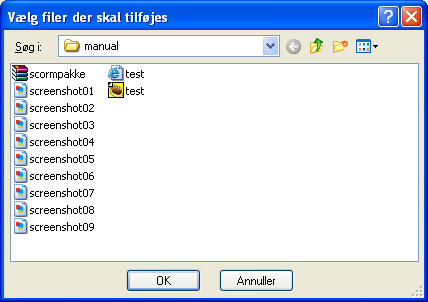 Vælg filer der skal tilføjes
Søg i: manual
scormpakke
screenshot01
screenshot02
screenshot03
screenshot04
screenshot05
screenshot06
screenshot07
screenshot08
screenshot09
test
test
OK
Annuller